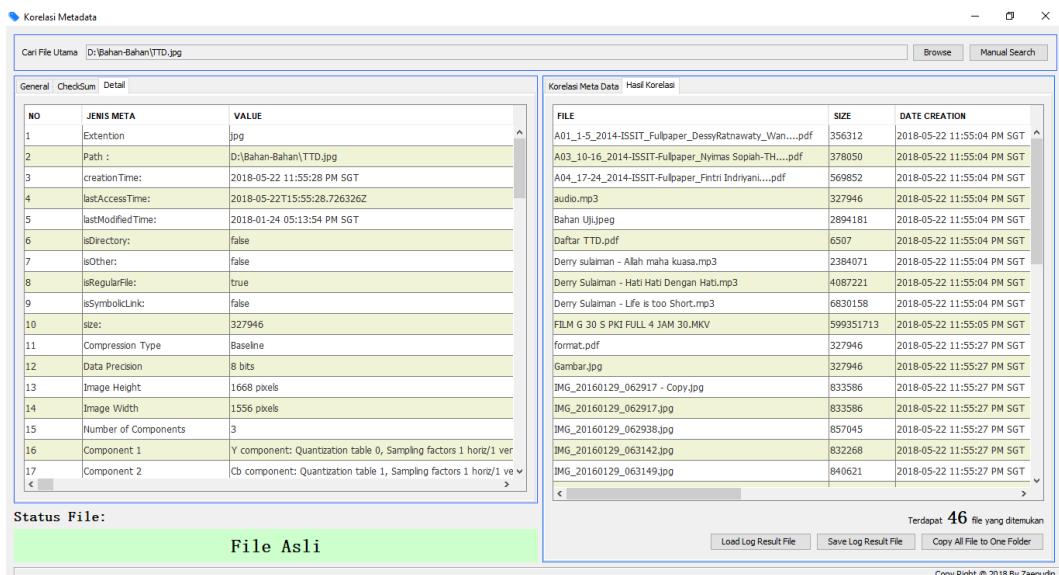 Korelasi Metadata
Cari File Utama D:\Bahan-Bahan\TTD.jpg Browse Manual Search
General CheckSum Detail
NO JENIS META VALUE
1 Extention jpg
2 Path : D:\Bahan-Bahan\TTD.jpg
3 creationTime: 2018-05-22 11:55:28 PM SGT
4 lastAccessTime: 2018-05-22T15:55:28.726326Z
5 lastModifiedTime: 2018-01-24 05:13:54 PM SGT
6 isDirectory: false
7 isOther: false
8 isRegularFile: true
9 isSymbolicLink: false
10 size: 327946
11 Compression Type Baseline
12 Data Precision 8 bits
13 Image Height 1668 pixels
14 Image Width 1556 pixels
15 Number of Components 3
16 Component 1 Y component: Quantization table 0, Sampling factors 1 horiz/1 ver
17 Component 2 Cb component: Quantization table 1, Sampling factors 1 horiz/1 ve
Status File:
File Asli
Korelasi Meta Data Hasil Korelasi
FILE SIZE DATE CREATION
A01_1-5_2014-ISSIT_Fullpaper_DessyRatnawaty_Wan....pdf 356312 2018-05-22 11:55:04 PM SGT
A03_10-16_2014-ISSIT-Fullpaper_Nyimas Sopiah-TH....pdf 378050 2018-05-22 11:55:04 PM SGT
A04_17-24_2014-ISSIT-Fullpaper_Fintri Indriyani....pdf 569852 2018-05-22 11:55:04 PM SGT
audio.mp3 327946 2018-05-22 11:55:04 PM SGT
Bahan Uji.jpeg 2894181 2018-05-22 11:55:04 PM SGT
Daftar TTD.pdf 6507 2018-05-22 11:55:04 PM SGT
Derry sulaiman - Allah maha kuasa.mp3 2384071 2018-05-22 11:55:04 PM SGT
Derry Sulaiman - Hati Hati Dengan Hati.mp3 4087221 2018-05-22 11:55:04 PM SGT
Derry Sulaiman - Life is too Short.mp3 6830158 2018-05-22 11:55:04 PM SGT
FILM G 30 S PKI FULL 4 JAM 30.MKV 599351713 2018-05-22 11:55:05 PM SGT
format.pdf 327946 2018-05-22 11:55:27 PM SGT
Gambar.jpg 327946 2018-05-22 11:55:27 PM SGT
IMG_20160129_062917 - Copy.jpg 833586 2018-05-22 11:55:27 PM SGT
IMG_20160129_062917.jpg 833586 2018-05-22 11:55:27 PM SGT
IMG_20160129_062938.jpg 857045 2018-05-22 11:55:27 PM SGT
IMG_20160129_063142.jpg 832268 2018-05-22 11:55:27 PM SGT
IMG_20160129_063149.jpg 840621 2018-05-22 11:55:27 PM SGT
Terdapat 46 file yang ditemukan
Load Log Result File Save Log Result File Copy All File to One Folder
Copy Right @ 2018 By Zaenudin